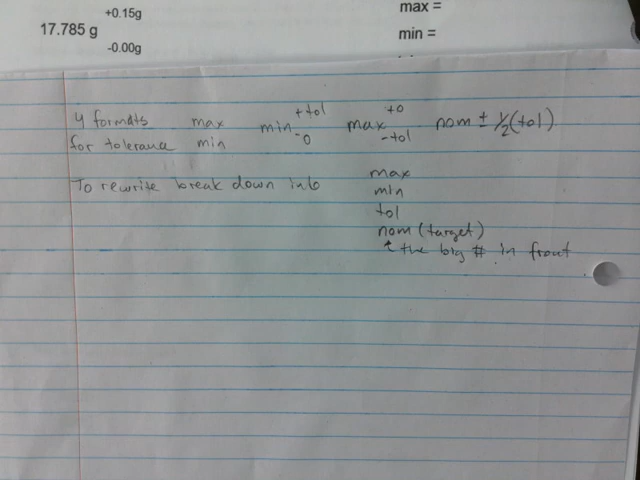 +0.15g
17.785 g
-0.00g
max =
min =
4 formats max min +tol max +0 nom ± 1/2(tol)
for tolerance min -0 -tol
To rewrite break down into max
min
tol
nom (target)
↑ the big # in front